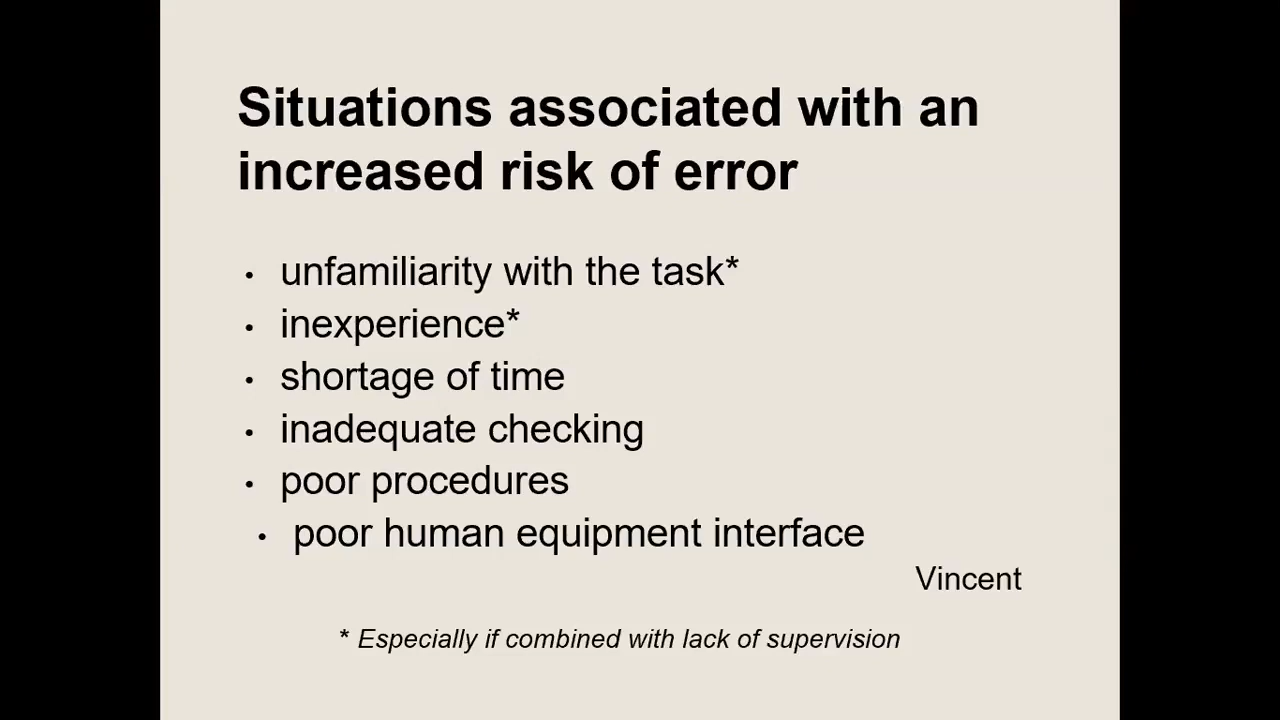 Situations associated with an
increased risk of error
• unfamiliarity with the task*
• inexperience*
• shortage of time
• inadequate checking
• poor procedures
• poor human equipment interface
Vincent
* Especially if combined with lack of supervision